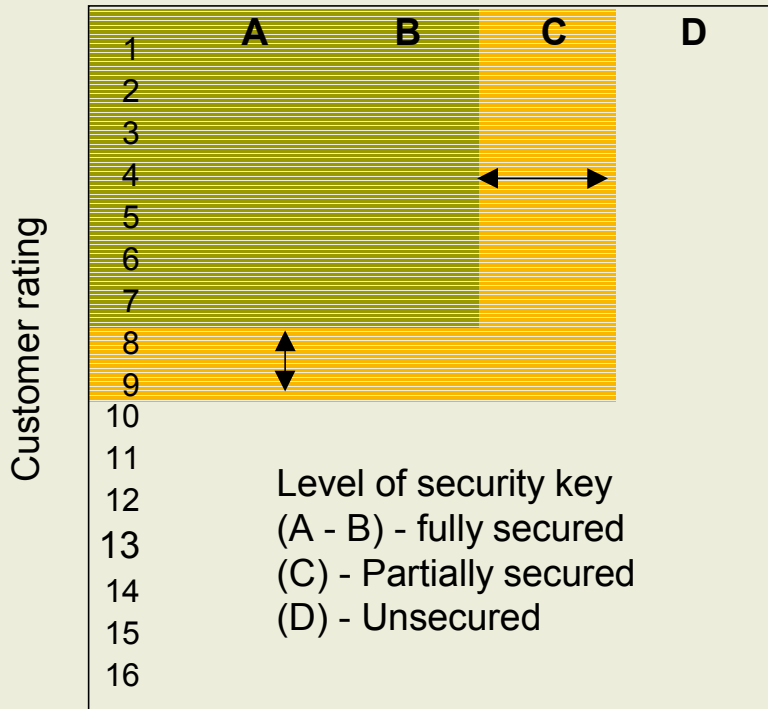 A B C D
1
2
3
4
5
6
7
8
9
10
11
12
13
14
15
16
Customer rating
Level of security key
(A - B) - fully secured
(C) - Partially secured
(D) - Unsecured